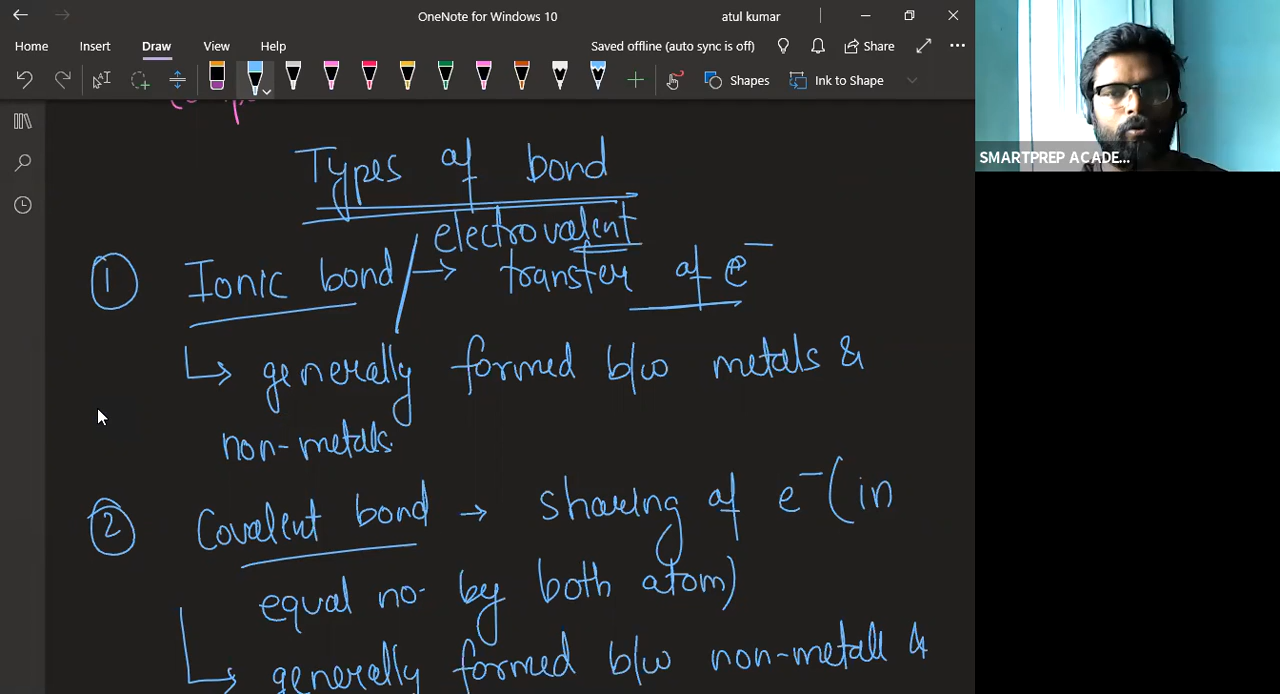 OneNote for Windows 10
atul kumar
Home Insert Draw View Help
Saved offline (auto sync is off)
Share
Shapes
Ink to Shape
SMARTPREP ACADE...
Types of bond
electrovalent
1 Ionic bond / → transfer of e⁻
↳ generally formed b/w metals &
non-metals.
2 Covalent bond → sharing of e⁻ (in
equal no. by both atom)
↳ generally formed b/w non-metall &